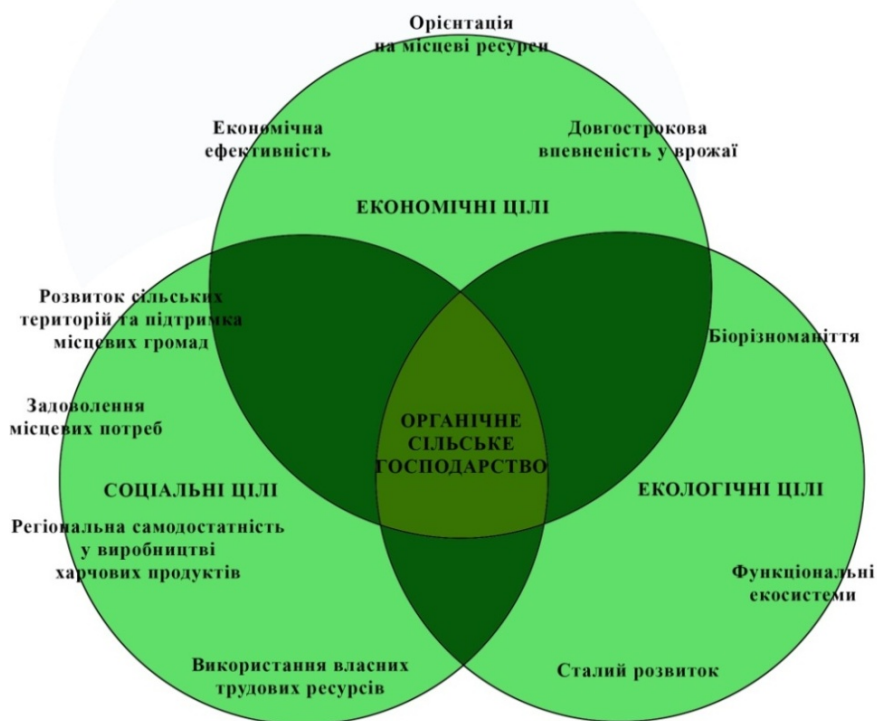 Орієнтація
на місцеві ресурси
Економічна
ефективність
Довгострокова
впевненість у врожаї
ЕКОНОМІЧНІ ЦІЛІ
Розвиток сільських
територій та підтримка
місцевих громад
Біорізноманіття
Задоволення
місцевих потреб
ОРГАНІЧНЕ
СІЛЬСЬКЕ
ГОСПОДАРСТВО
СОЦІАЛЬНІ ЦІЛІ
ЕКОЛОГІЧНІ ЦІЛІ
Регіональна самодостатність
у виробництві
харчових продуктів
Функціональні
екосистеми
Використання власних
трудових ресурсів
Сталий розвиток